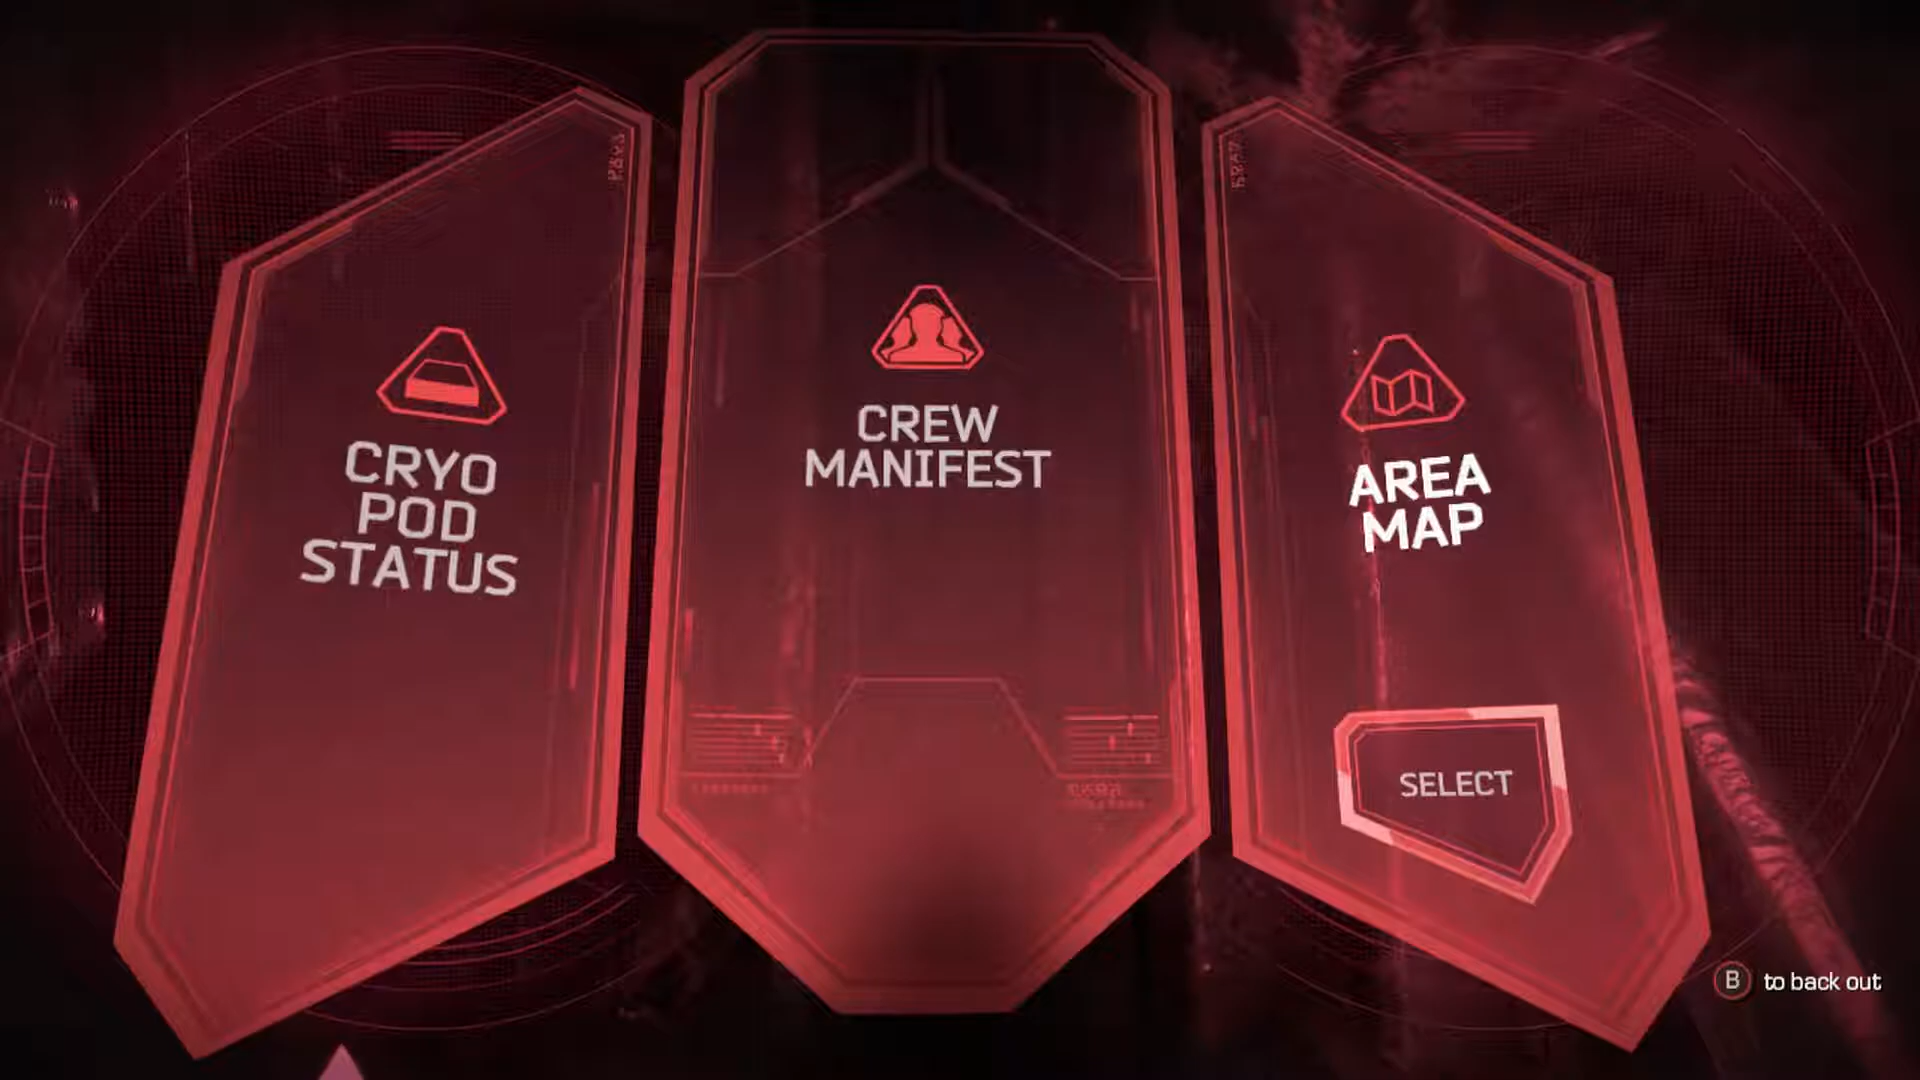 CRYO
POD
STATUS
CREW
MANIFEST
AREA
MAP
SELECT
B to back out